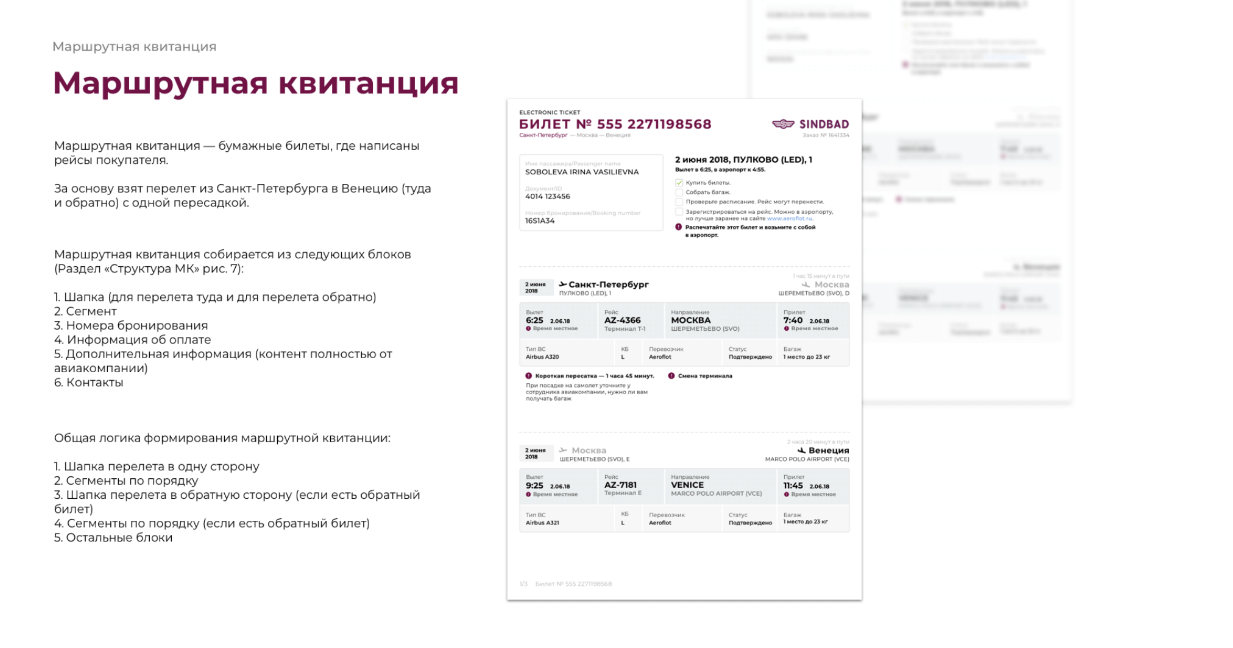 Маршрутная квитанция
Маршрутная квитанция
Маршрутная квитанция — бумажные билеты, где написаны
рейсы покупателя.
За основу взят перелет из Санкт-Петербурга в Венецию (туда
и обратно) с одной пересадкой.
Маршрутная квитанция собирается из следующих блоков
(Раздел «Структура МК» рис. 7):
1. Шапка (для перелета туда и для перелета обратно)
2. Сегмент
3. Номера бронирования
4. Информация об оплате
5. Дополнительная информация (контент полностью от
авиакомпании)
6. Контакты
Общая логика формирования маршрутной квитанции:
1. Шапка перелета в одну сторону
2. Сегменты по порядку
3. Шапка перелета в обратную сторону (если есть обратный
билет)
4. Сегменты по порядку (если есть обратный билет)
5. Остальные блоки
ELECTRONIC TICKET
БИЛЕТ № 555 2271198568
Санкт-Петербург — Москва — Венеция
SINDBAD
Заказ № 1641334
Имя пассажира/Passenger name
SOBOLEVA IRINA VASILIEVNA
Документ/ID
4014 123456
Номер бронирования/Booking number
1651A34
2 июня 2018, ПУЛКОВО (LED), 1
Вылет в 6:25, в аэропорт к 4:55.
Купить билеты.
Собрать багаж.
Проверьте расписание. Рейс могут перенести.
Зарегистрироваться на рейс. Можно в аэропорту,
но лучше заранее на сайте www.aeroflot.ru.
Распечатайте этот билет и возьмите с собой
в аэропорт.
1 час 15 минут в пути
2 июня
2018
Санкт-Петербург
ПУЛКОВО (LED), 1
Москва
ШЕРЕМЕТЬЕВО (SVO), D
Вылет Рейс Направление Прилет
6:25 2.06.18 AZ-4366 МОСКВА 7:40 2.06.18
Время местное Терминал Т-1 ШЕРЕМЕТЬЕВО (SVO) Время местное
Тип ВС КБ Перевозчик Статус Багаж
Airbus A320 L Aeroflot Подтверждено 1 место до 23 кг
Короткая пересатка — 1 часа 45 минут. Смена терминала
При посадке на самолет уточните у
сотрудника авиакомпании, нужно ли вам
получать багаж
2 часа 20 минут в пути
2 июня
2018
Москва
ШЕРЕМЕТЬЕВО (SVO), E
Венеция
MARCO POLO AIRPORT (VCE)
Вылет Рейс Направление Прилет
9:25 2.06.18 AZ-7181 VENICE 11:45 2.06.18
Время местное Терминал Е MARCO POLO AIRPORT (VCE) Время местное
Тип ВС КБ Перевозчик Статус Багаж
Airbus A321 L Aeroflot Подтверждено 1 место до 23 кг
1/3 Билет № 555 2271198568